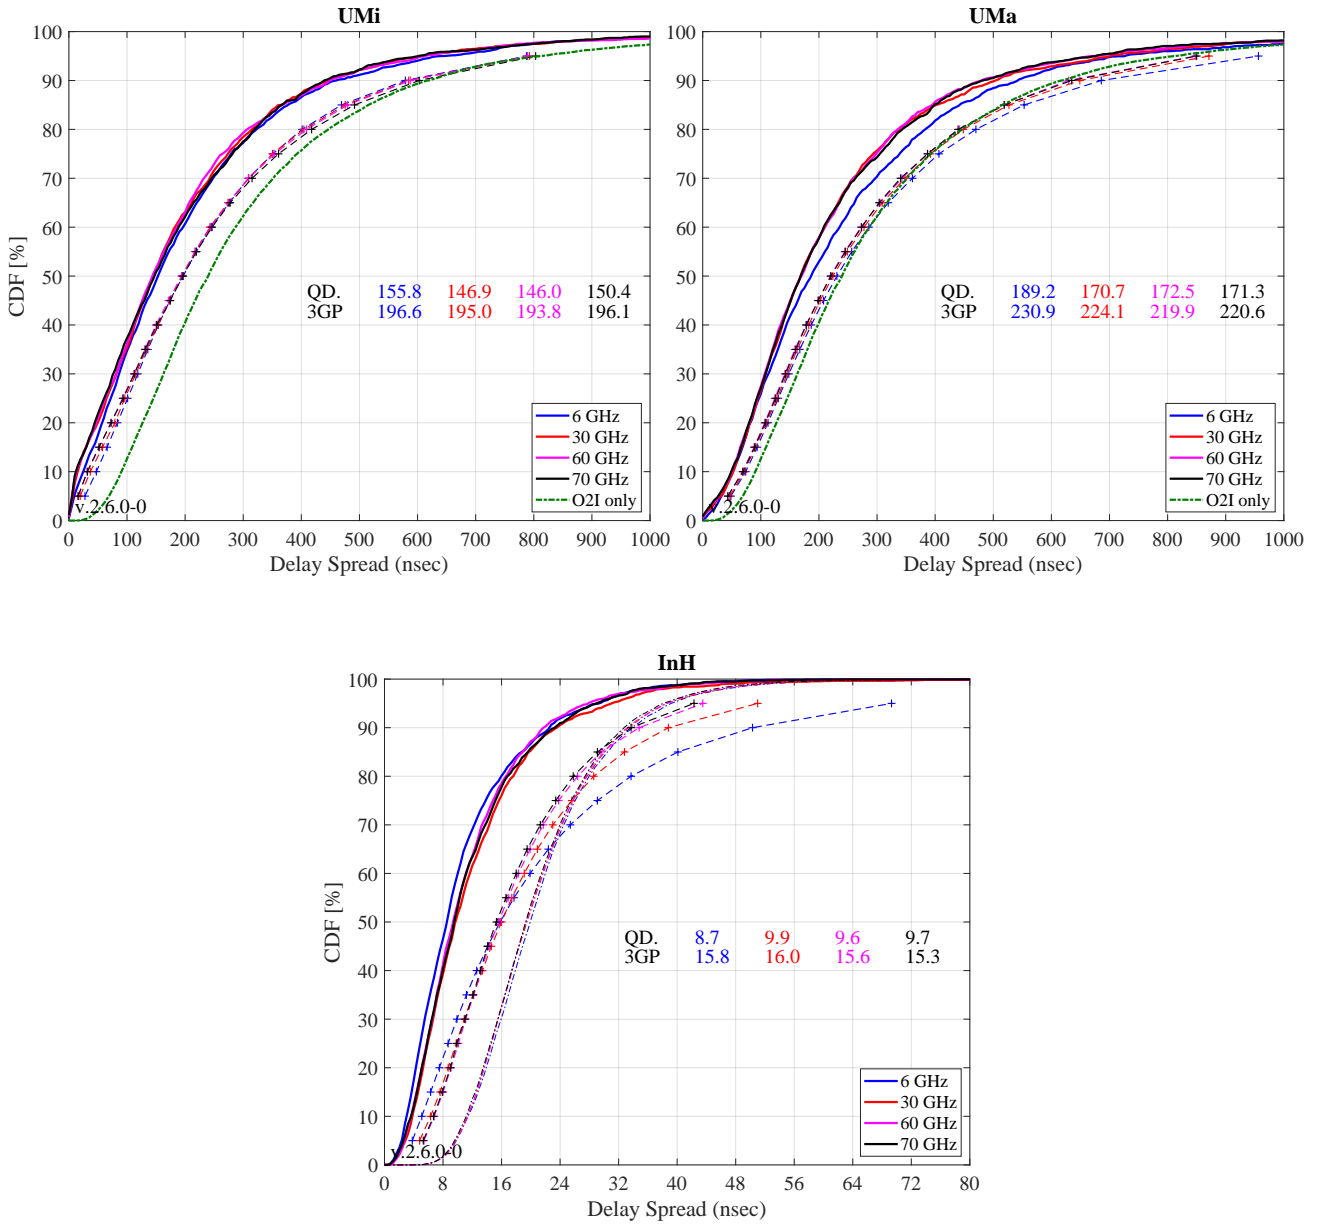 UMi
100
90
80
70
60
50
40
30
20
10
0
CDF [%]
QD. 155.8 146.9 146.0 150.4
3GP 196.6 195.0 193.8 196.1
6 GHz
30 GHz
60 GHz
70 GHz
O2I only
v.2.6.0-0
0 100 200 300 400 500 600 700 800 900 1000
Delay Spread (nsec)
UMa
100
90
80
70
60
50
40
30
20
10
0
QD. 189.2 170.7 172.5 171.3
3GP 230.9 224.1 219.9 220.6
6 GHz
30 GHz
60 GHz
70 GHz
O2I only
v.2.6.0-0
0 100 200 300 400 500 600 700 800 900 1000
Delay Spread (nsec)
InH
100
90
80
70
60
50
40
30
20
10
0
CDF [%]
QD. 8.7 9.9 9.6 9.7
3GP 15.8 16.0 15.6 15.3
6 GHz
30 GHz
60 GHz
70 GHz
v.2.6.0-0
0 8 16 24 32 40 48 56 64 72 80
Delay Spread (nsec)